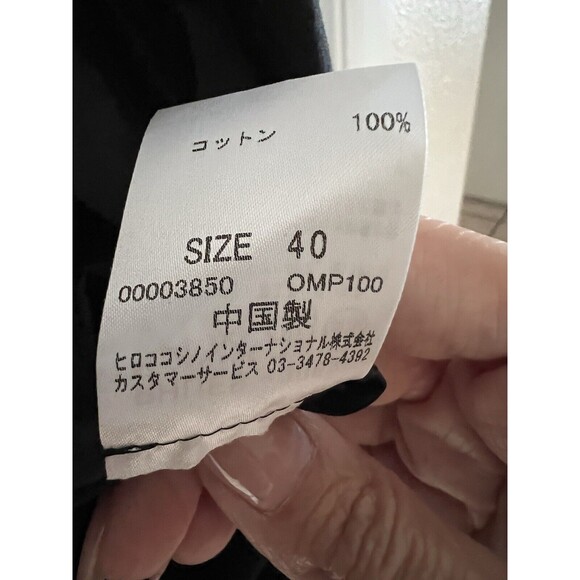 コットン 100%
SIZE 40
00003850 OMP100
中国製
ヒロココシノインターナショナル株式会社
カスタマーサービス 03-3478-4392